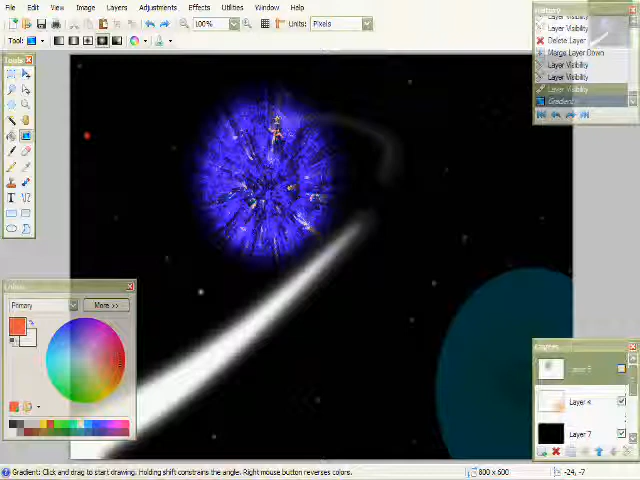 File Edit View Image Layers Adjustments Effects Utilities Window Help
100% Units: Pixels
Tool:
Tools
Layer Visibility
Layer Visibility
Delete Layer
Merge Layer Down
Layer Visibility
Layer Visibility
Layer Visibility
Gradient
Primary More >>
Layer 4
Layer 7
Gradient: Click and drag to start drawing. Holding shift constrains the angle. Right mouse button reverses colors. 800 x 600 -24, -7